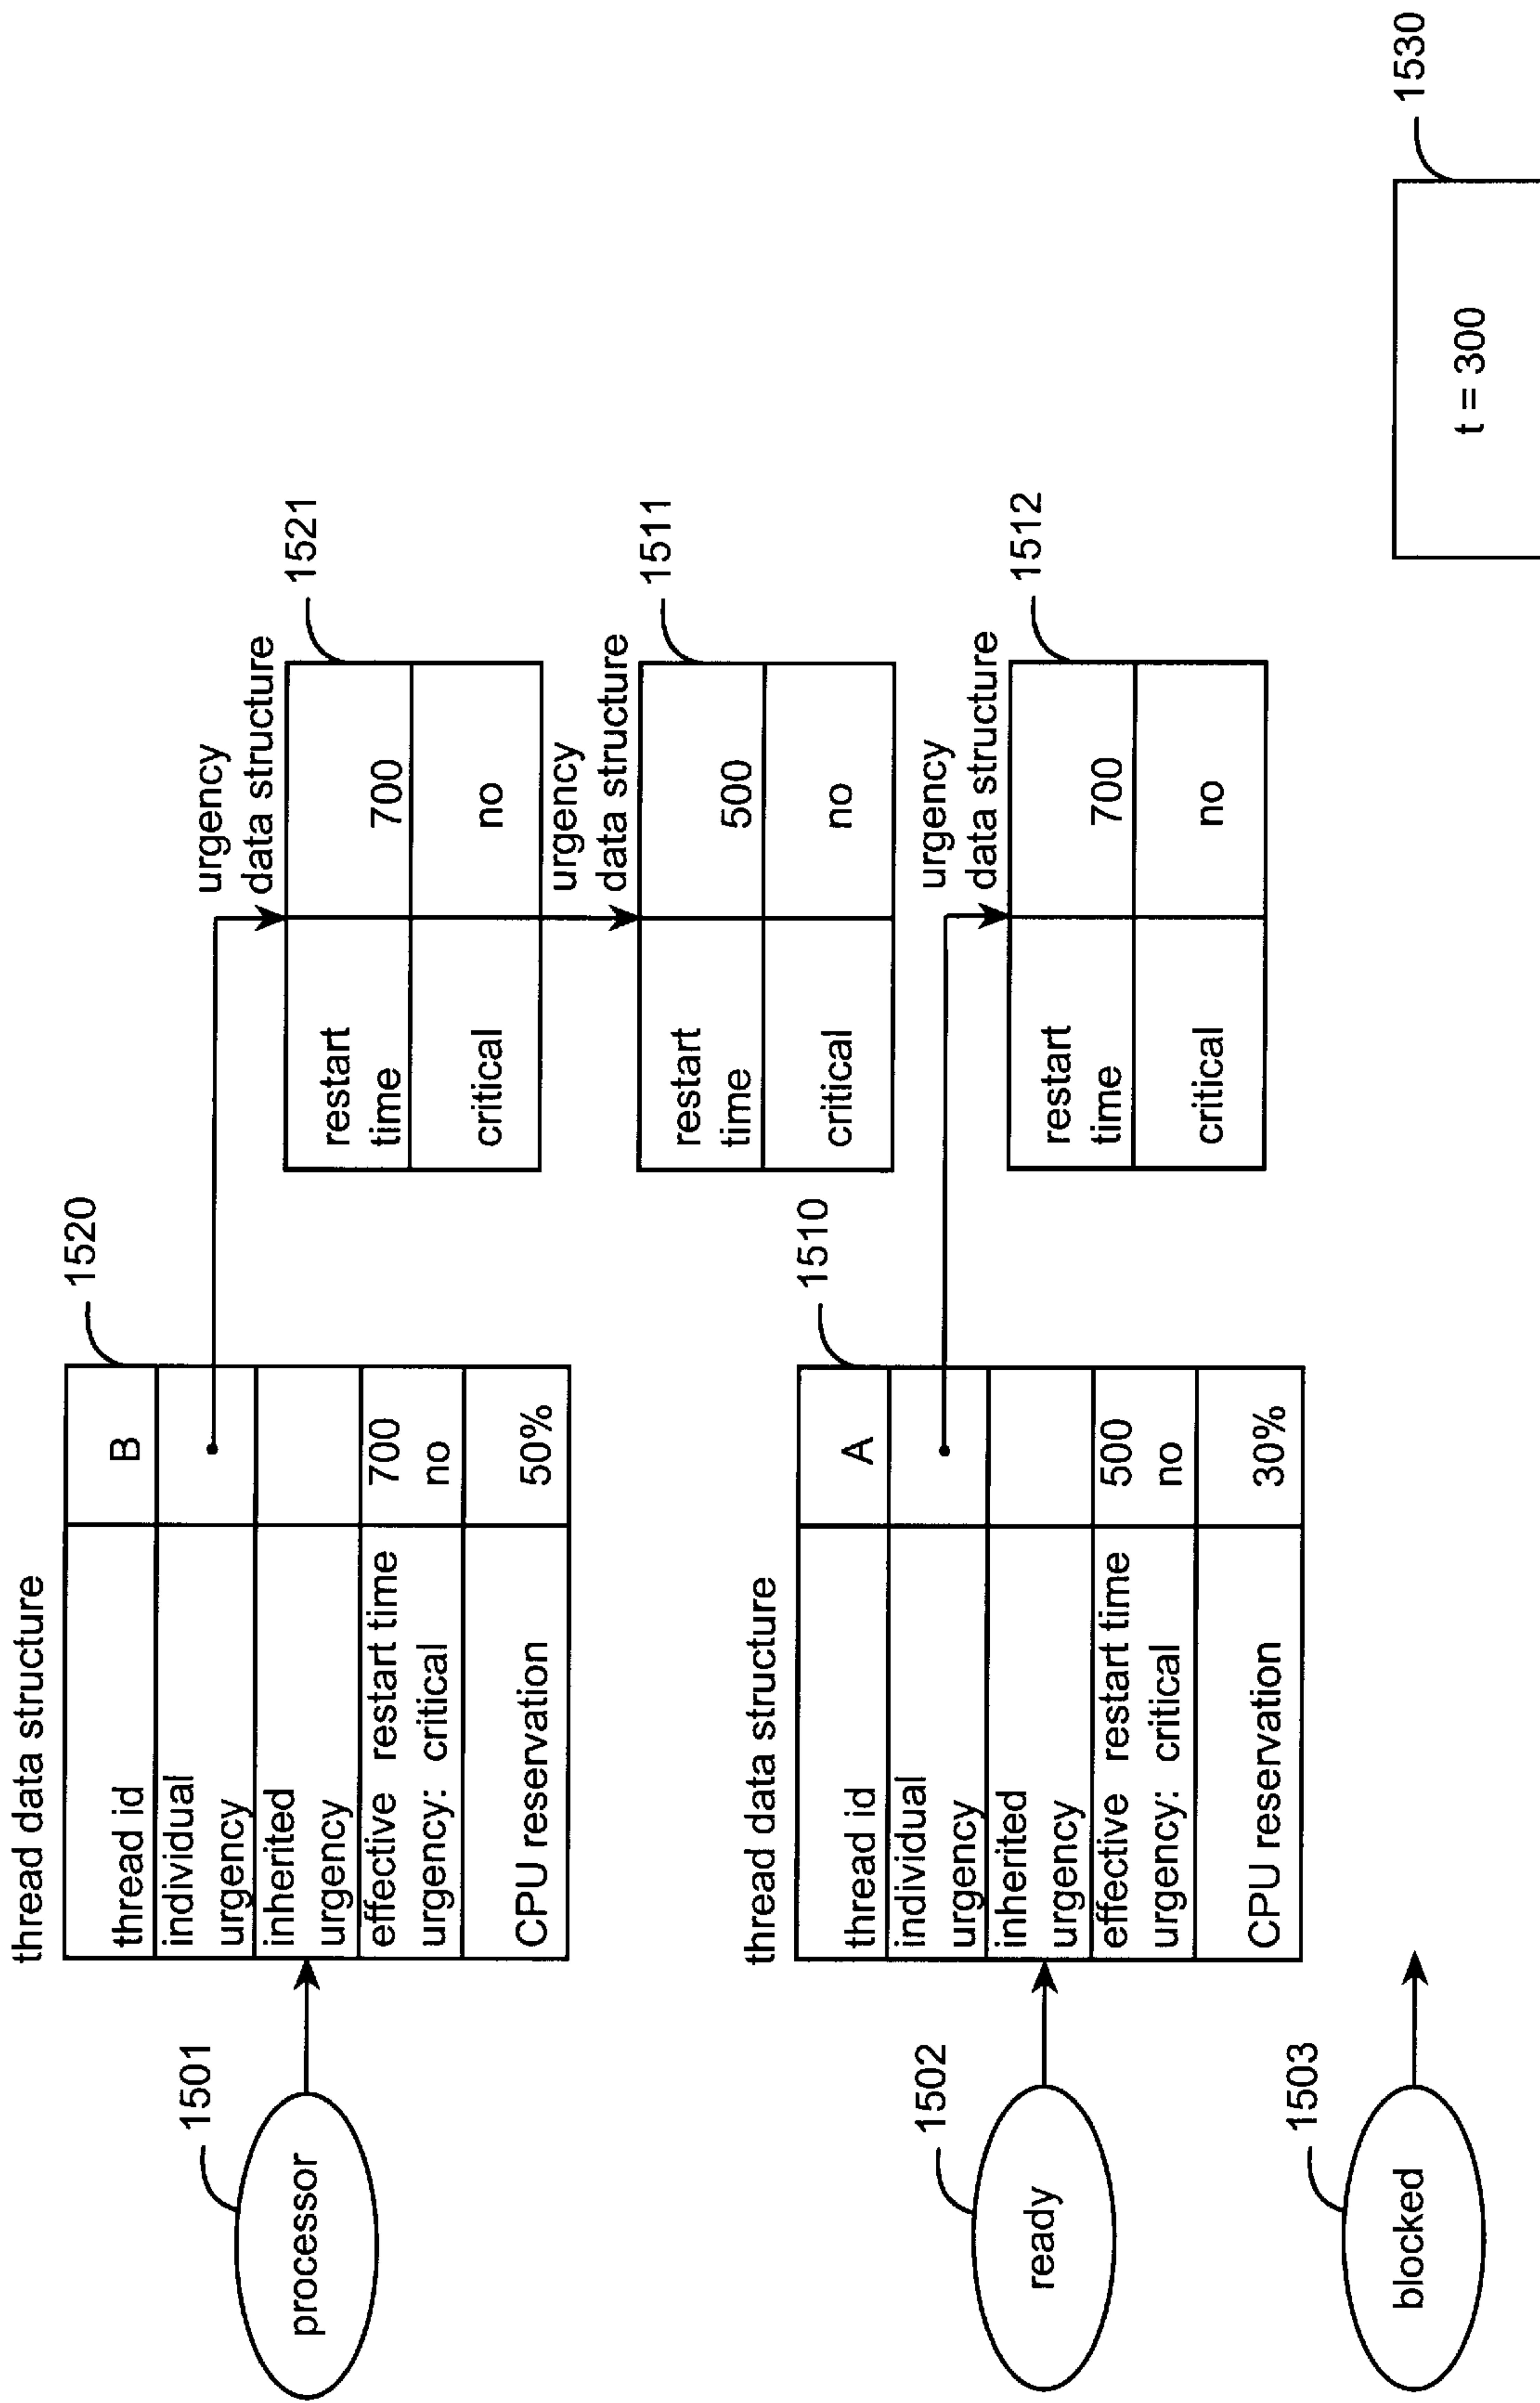 thread data structure
1501
processor
1520
thread id B
individual urgency
inherited urgency
effective urgency: restart time 700
critical no
CPU reservation 50%
urgency data structure
1521
restart time 700
critical no
urgency data structure
1511
restart time 500
critical no
thread data structure
1502
ready
1510
thread id A
individual urgency
inherited urgency
effective urgency: restart time 500
critical no
CPU reservation 30%
urgency data structure
1512
restart time 700
critical no
1503
blocked
1530
t = 300